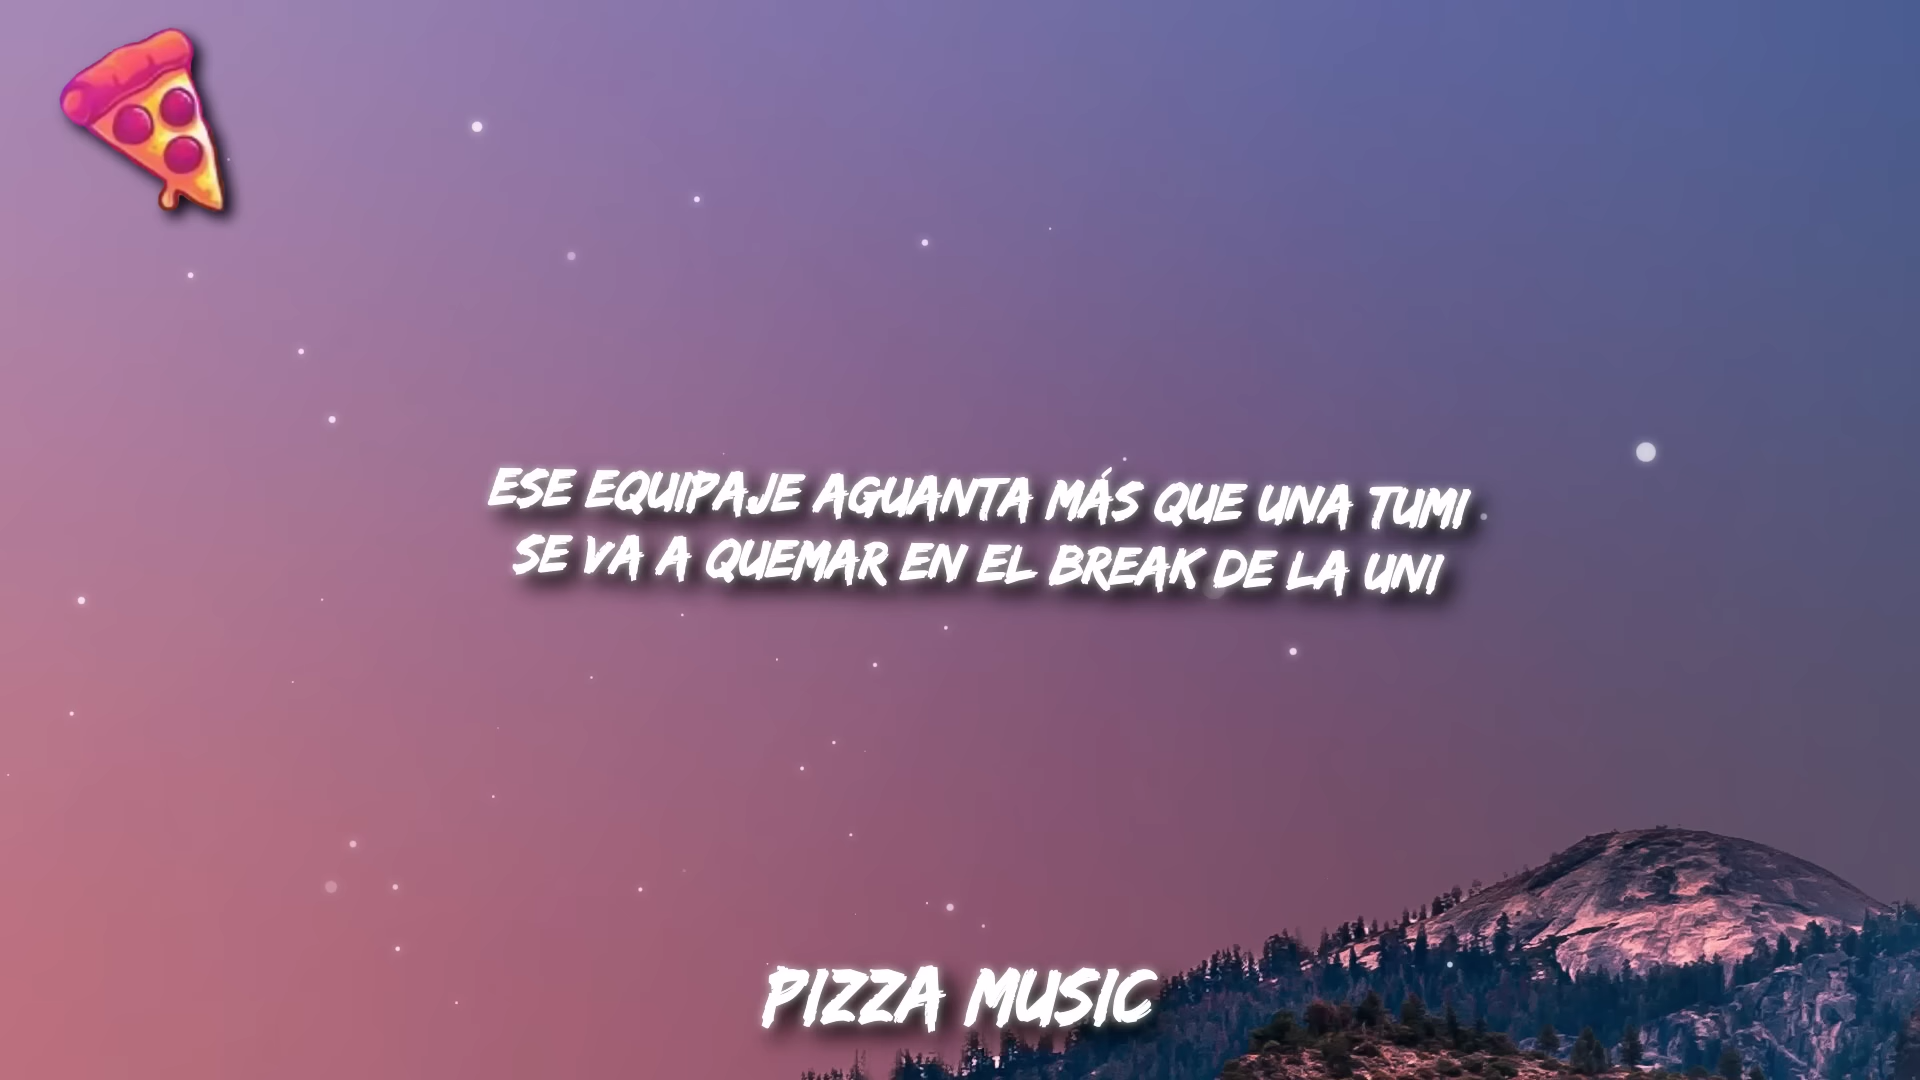 ESE EQUIPAJE AGUANTA MÁS QUE UNA TUMI
SE VA A QUEMAR EN EL BREAK DE LA UNI
PIZZA MUSIC